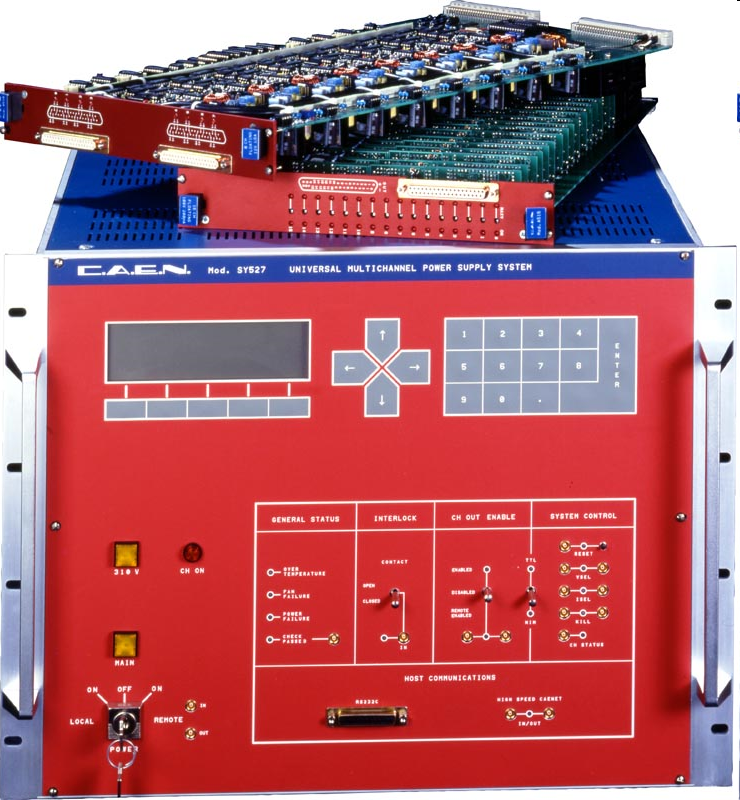 C.A.E.N. Mod. SY527 UNIVERSAL MULTICHANNEL POWER SUPPLY SYSTEM
1 2 3 4
5 6 7 8
9 0 .
ENTER
GENERAL STATUS
OVER TEMPERATURE
FAN FAILURE
POWER FAILURE
CHECK PASSED
INTERLOCK
CONTACT
OPEN
CLOSED
IN
CH OUT ENABLE
TTL
ENABLED
DISABLED
REMOTE ENABLED
NIM
SYSTEM CONTROL
RESET
VSEL
ISEL
KILL
CH STATUS
310 V
CH ON
MAIN
ON OFF ON
LOCAL
REMOTE
POWER
IN
OUT
HOST COMMUNICATIONS
RS232C
HIGH SPEED CAENET
IN/OUT